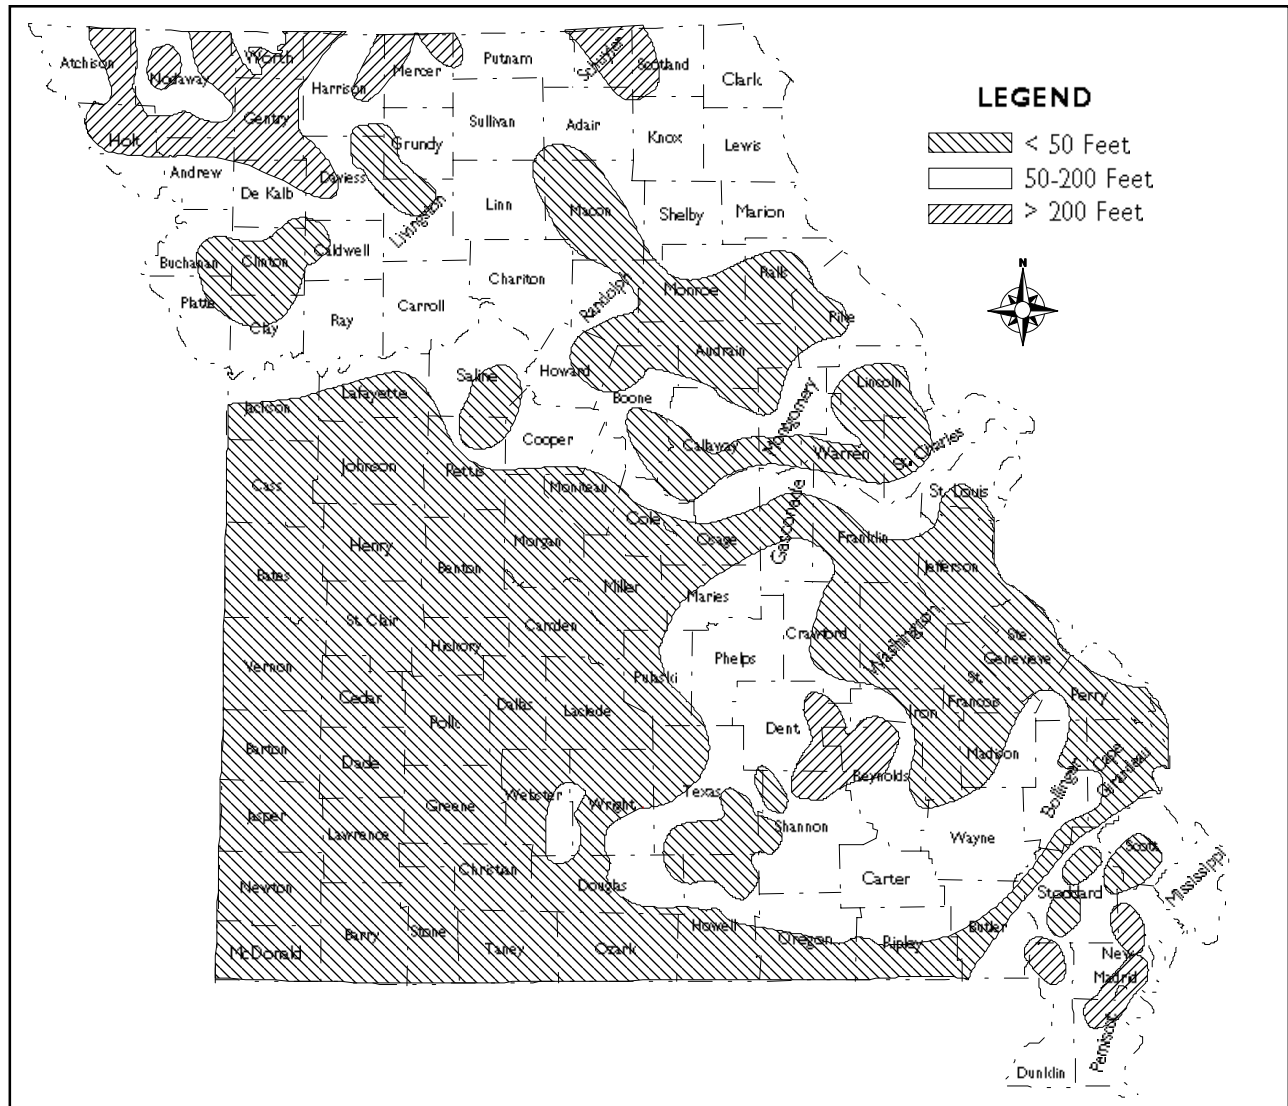 Atchison
Nodaway
Worth
Harrison
Mercer
Putnam
Schuyler
Scotland
Clark
LEGEND
< 50 Feet
50-200 Feet
> 200 Feet
N
Holt
Gentry
Grundy
Sullivan
Adair
Knox
Lewis
Andrew
De Kalb
Daviess
Livingston
Linn
Macon
Shelby
Marion
Buchanan
Clinton
Caldwell
Chariton
Randolph
Monroe
Ralls
Platte
Clay
Ray
Carroll
Pike
Audrain
Jackson
Lafayette
Saline
Howard
Boone
Montgomery
Lincoln
Cooper
Callaway
Warren
St. Charles
Cass
Johnson
Pettis
Moniteau
Cole
Gasconade
St. Louis
Bates
Henry
Benton
Morgan
Miller
Osage
Franklin
Jefferson
Maries
St. Clair
Hickory
Camden
Crawford
Washington
Ste.
Genevieve
Vernon
Cedar
Polk
Dallas
Laclede
Pulaski
Phelps
St.
Francois
Iron
Perry
Barton
Dade
Dent
Reynolds
Madison
Bollinger
Cape
Girardeau
Jasper
Lawrence
Greene
Webster
Wright
Texas
Shannon
Wayne
Scott
Mississippi
Newton
Christian
Douglas
Carter
Stoddard
McDonald
Barry
Stone
Taney
Ozark
Howell
Oregon
Ripley
Butler
New
Madrid
Pemiscot
Dunklin